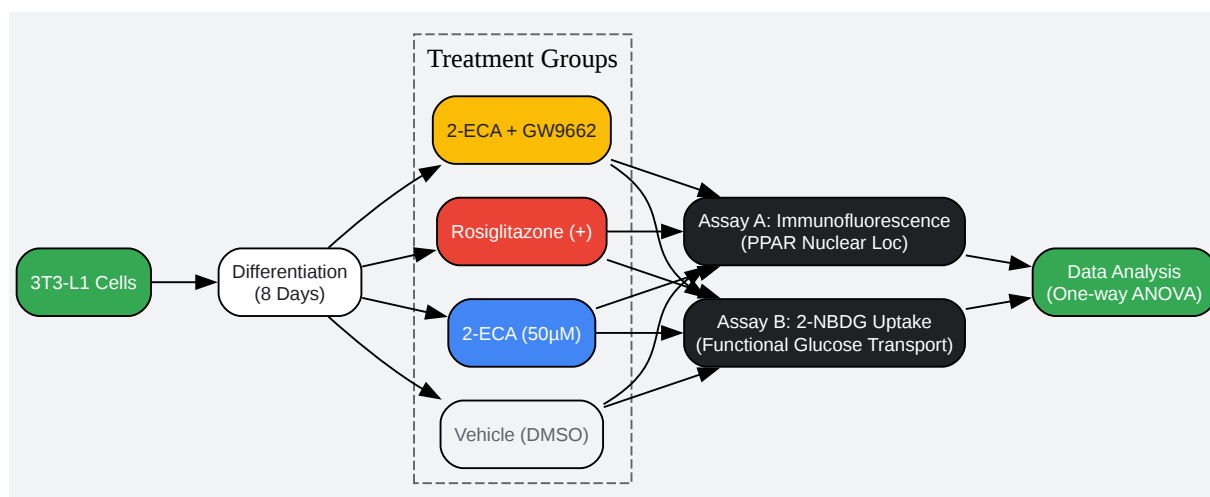 Treatment Groups
2-ECA + GW9662
Rosiglitazone (+)
2-ECA (50µM)
Vehicle (DMSO)
3T3-L1 Cells
Differentiation
(8 Days)
Assay A: Immunofluorescence
(PPAR Nuclear Loc)
Assay B: 2-NBDG Uptake
(Functional Glucose Transport)
Data Analysis
(One-way ANOVA)